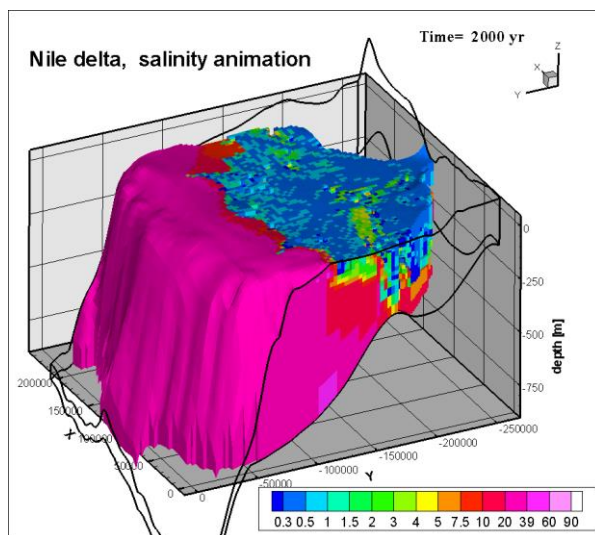 Time= 2000 yr
Nile delta, salinity animation
Z
X
Y
0
-250
-500
-750
depth [m]
200000
150000
100000
50000
0
X
0
-50000
-100000
-150000
-200000
-250000
Y
0.3 0.5 1 1.5 2 3 4 5 7.5 10 20 39 60 90